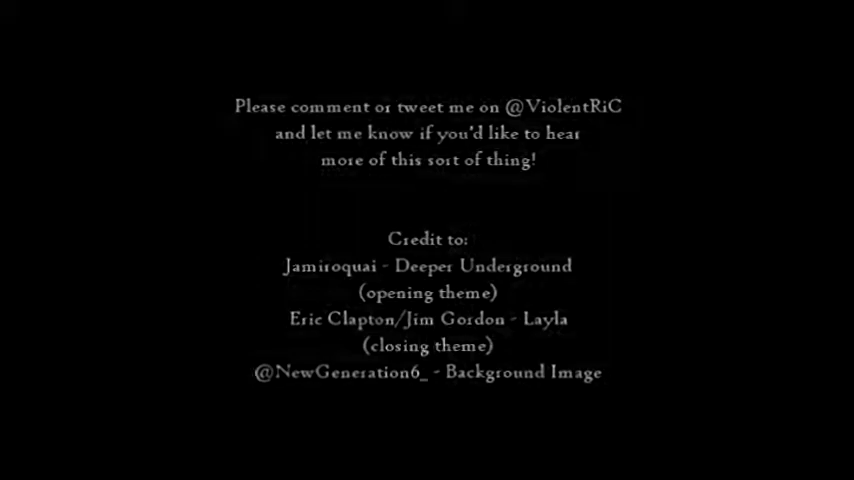 Please comment or tweet me on @ViolentRiC
and let me know if you'd like to hear
more of this sort of thing!
Credit to:
Jamiroquai - Deeper Underground
(opening theme)
Eric Clapton/Jim Gordon - Layla
(closing theme)
@NewGeneration6_ - Background Image